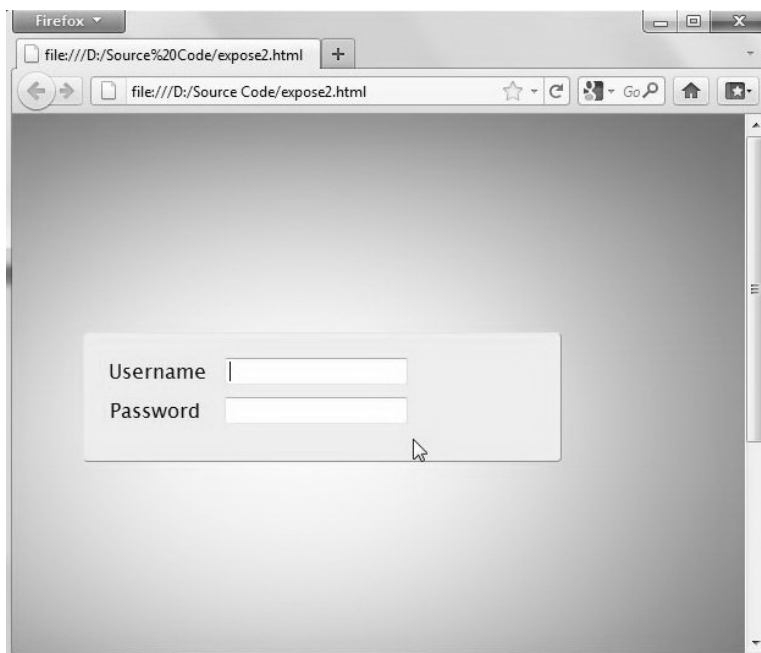 Firefox
file:///D:/Source%20Code/expose2.html
file:///D:/Source Code/expose2.html
Go
Username
Password